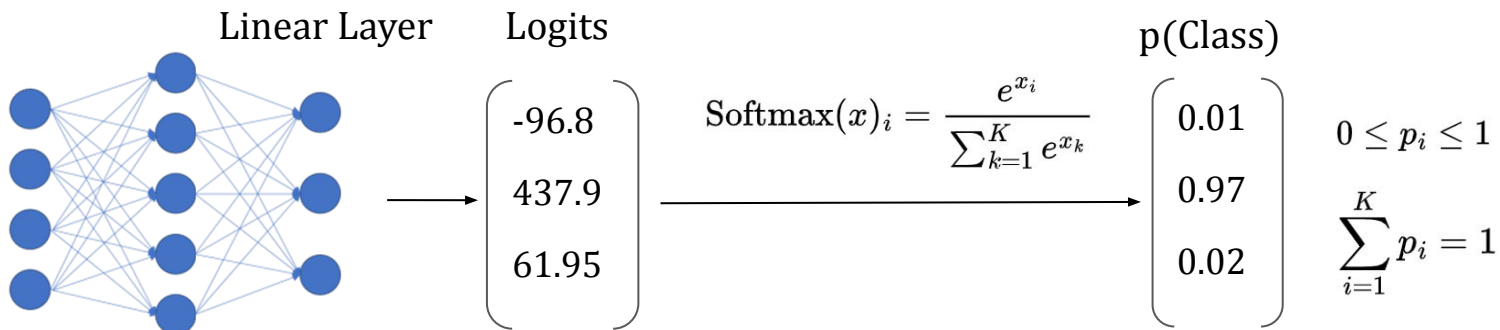 Linear Layer
Logits
p(Class)
-96.8
437.9
61.95
Softmax(x)_i = \frac{e^{x_i}}{\sum_{k=1}^{K} e^{x_k}}
0.01
0.97
0.02
0 ≤ p_i ≤ 1
\sum_{i=1}^{K} p_i = 1